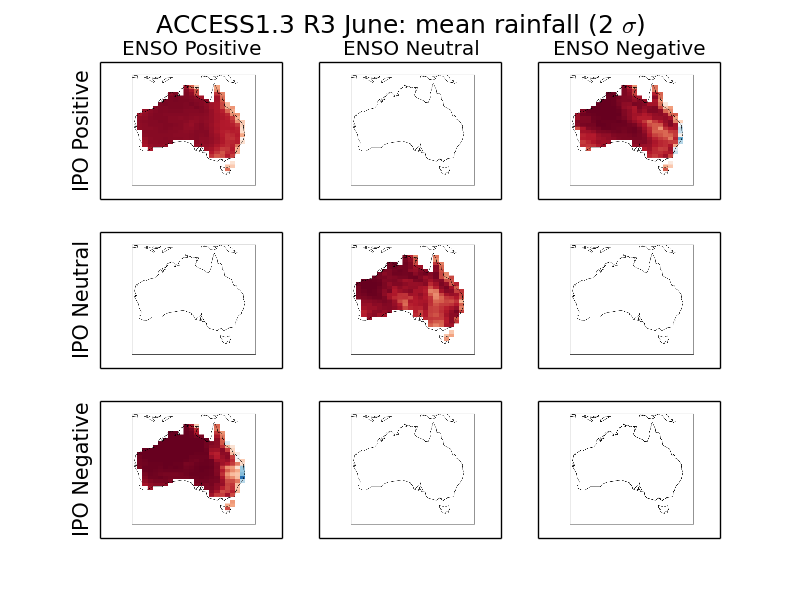 ACCESS1.3 R3 June: mean rainfall (2 σ)
ENSO Positive ENSO Neutral ENSO Negative
IPO Positive
IPO Neutral
IPO Negative